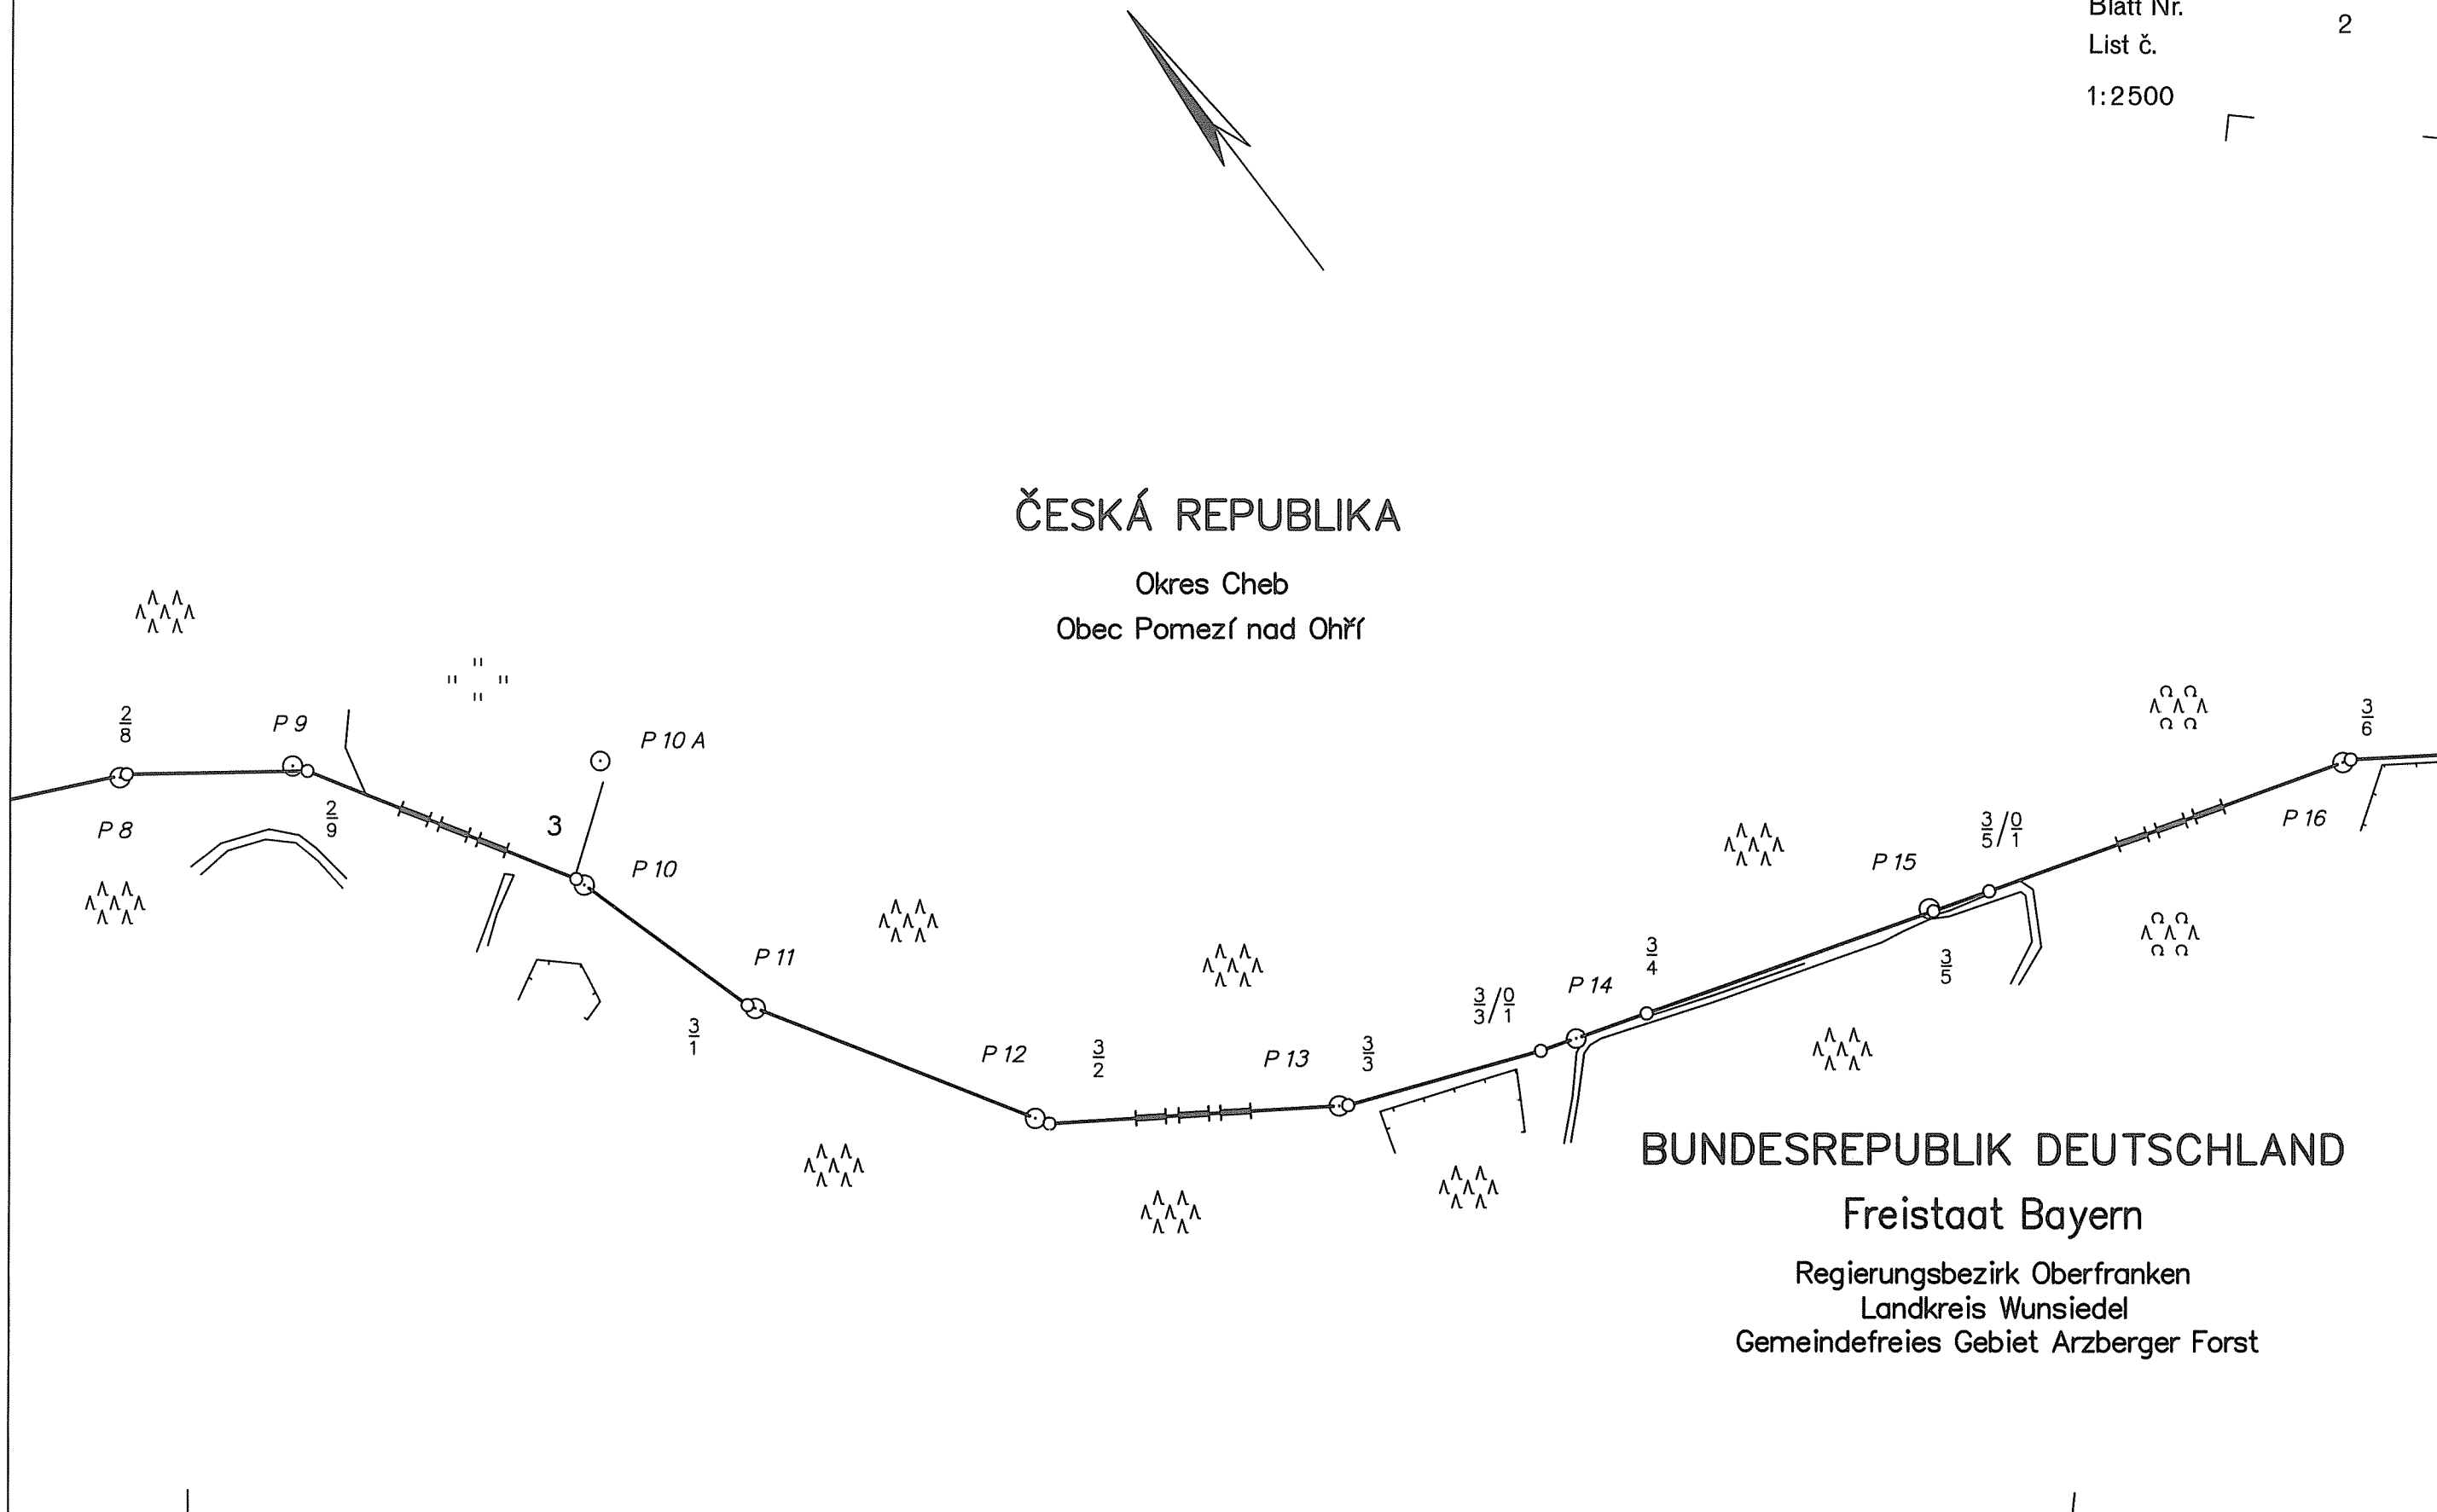 Blatt Nr.
2
List č.
1:2500
ČESKÁ REPUBLIKA
Okres Cheb
Obec Pomezí nad Ohří
2/8
P 9
P 10 A
3/6
P 8
2/9
3
P 10
P 15
3/5/0/1
P 16
P 11
3/1
P 12
3/2
P 13
3/3
3/3/0/1
P 14
3/4
3/5
BUNDESREPUBLIK DEUTSCHLAND
Freistaat Bayern
Regierungsbezirk Oberfranken
Landkreis Wunsiedel
Gemeindefreies Gebiet Arzberger Forst